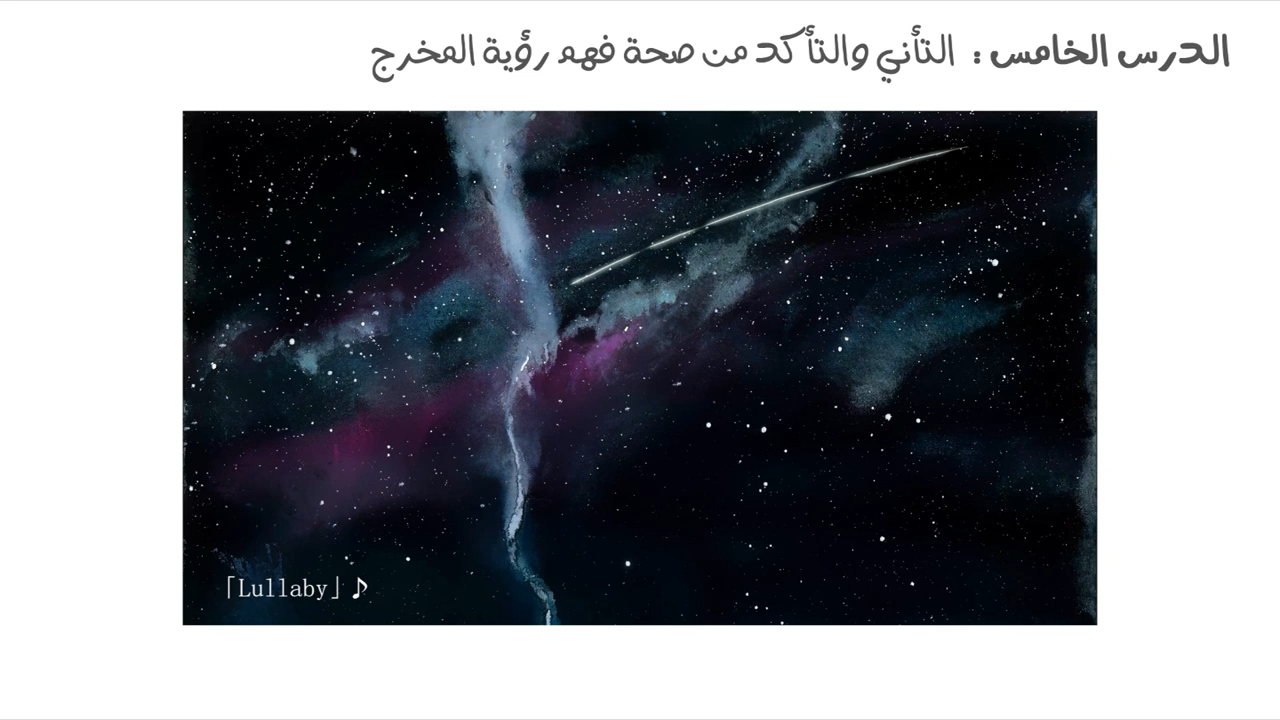 الدرس الخامس : التأني والتأكد من صحة فهم رؤية المخرج
「Lullaby」♪